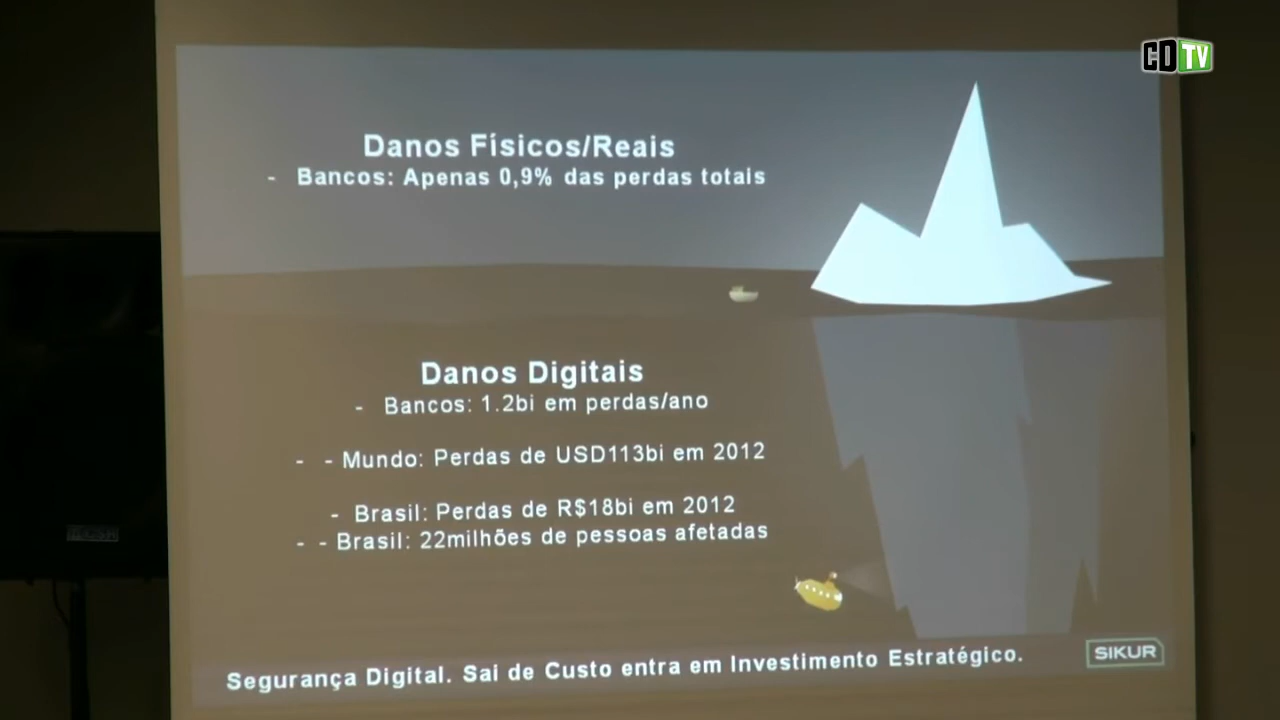 CDTV
Danos Físicos/Reais
- Bancos: Apenas 0,9% das perdas totais
Danos Digitais
- Bancos: 1.2bi em perdas/ano
- - Mundo: Perdas de USD113bi em 2012
- Brasil: Perdas de R$18bi em 2012
- - Brasil: 22milhões de pessoas afetadas
Segurança Digital. Sai de Custo entra em Investimento Estratégico.
SIKUR